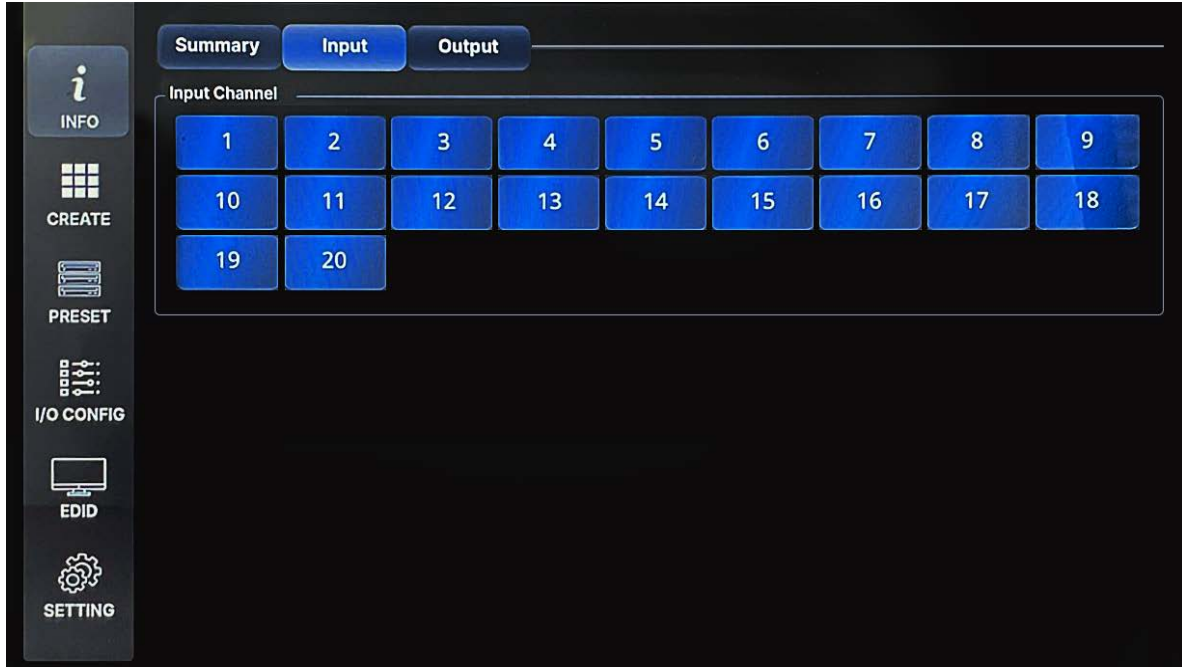 Summary Input Output
Input Channel
1 2 3 4 5 6 7 8 9
10 11 12 13 14 15 16 17 18
19 20
i
INFO
CREATE
PRESET
I/O CONFIG
EDID
SETTING